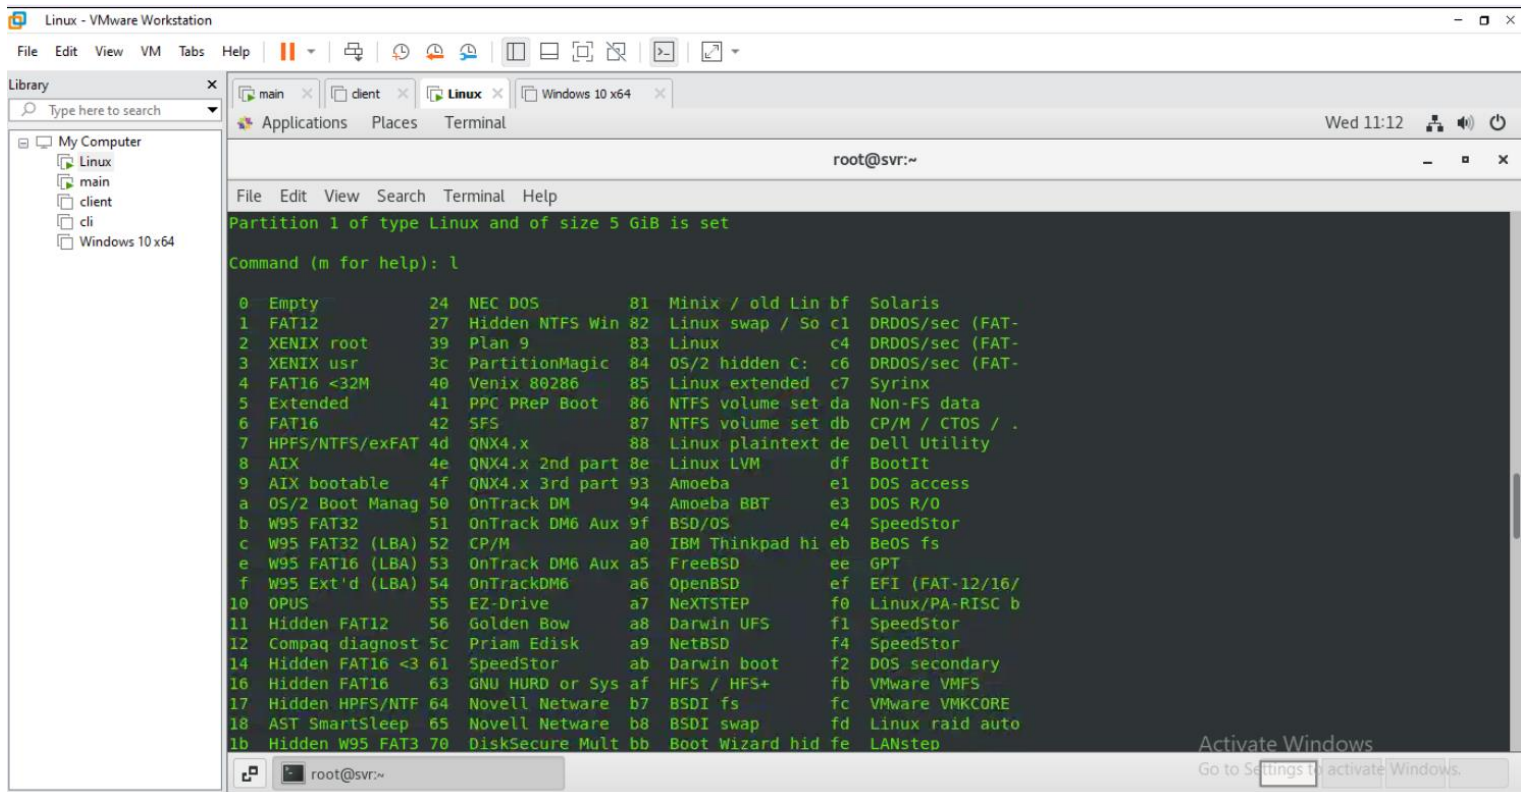 Linux - VMware Workstation
File Edit View VM Tabs Help
Library
Type here to search
My Computer
Linux
main
client
cli
Windows 10 x64
main client Linux Windows 10 x64
Applications Places Terminal Wed 11:12
root@svr:~
File Edit View Search Terminal Help
Partition 1 of type Linux and of size 5 GiB is set
Command (m for help): l
0 Empty 24 NEC DOS 81 Minix / old Lin bf Solaris
1 FAT12 27 Hidden NTFS Win 82 Linux swap / So c1 DRDOS/sec (FAT-
2 XENIX root 39 Plan 9 83 Linux c4 DRDOS/sec (FAT-
3 XENIX usr 3c PartitionMagic 84 OS/2 hidden C: c6 DRDOS/sec (FAT-
4 FAT16 <32M 40 Venix 80286 85 Linux extended c7 Syrinx
5 Extended 41 PPC PReP Boot 86 NTFS volume set da Non-FS data
6 FAT16 42 SFS 87 NTFS volume set db CP/M / CTOS / .
7 HPFS/NTFS/exFAT 4d QNX4.x 88 Linux plaintext de Dell Utility
8 AIX 4e QNX4.x 2nd part 8e Linux LVM df BootIt
9 AIX bootable 4f QNX4.x 3rd part 93 Amoeba e1 DOS access
a OS/2 Boot Manag 50 OnTrack DM 94 Amoeba BBT e3 DOS R/O
b W95 FAT32 51 OnTrack DM6 Aux 9f BSD/OS e4 SpeedStor
c W95 FAT32 (LBA) 52 CP/M a0 IBM Thinkpad hi eb BeOS fs
e W95 FAT16 (LBA) 53 OnTrack DM6 Aux a5 FreeBSD ee GPT
f W95 Ext'd (LBA) 54 OnTrackDM6 a6 OpenBSD ef EFI (FAT-12/16/
10 OPUS 55 EZ-Drive a7 NeXTSTEP f0 Linux/PA-RISC b
11 Hidden FAT12 56 Golden Bow a8 Darwin UFS f1 SpeedStor
12 Compaq diagnost 5c Priam Edisk a9 NetBSD f4 SpeedStor
14 Hidden FAT16 <3 61 SpeedStor ab Darwin boot f2 DOS secondary
16 Hidden FAT16 63 GNU HURD or Sys af HFS / HFS+ fb VMware VMFS
17 Hidden HPFS/NTF 64 Novell Netware b7 BSDI fs fc VMware VMKCORE
18 AST SmartSleep 65 Novell Netware b8 BSDI swap fd Linux raid auto
1b Hidden W95 FAT3 70 DiskSecure Mult bb Boot Wizard hid fe LANstep
Activate Windows
Go to Settings to activate Windows.
root@svr:~